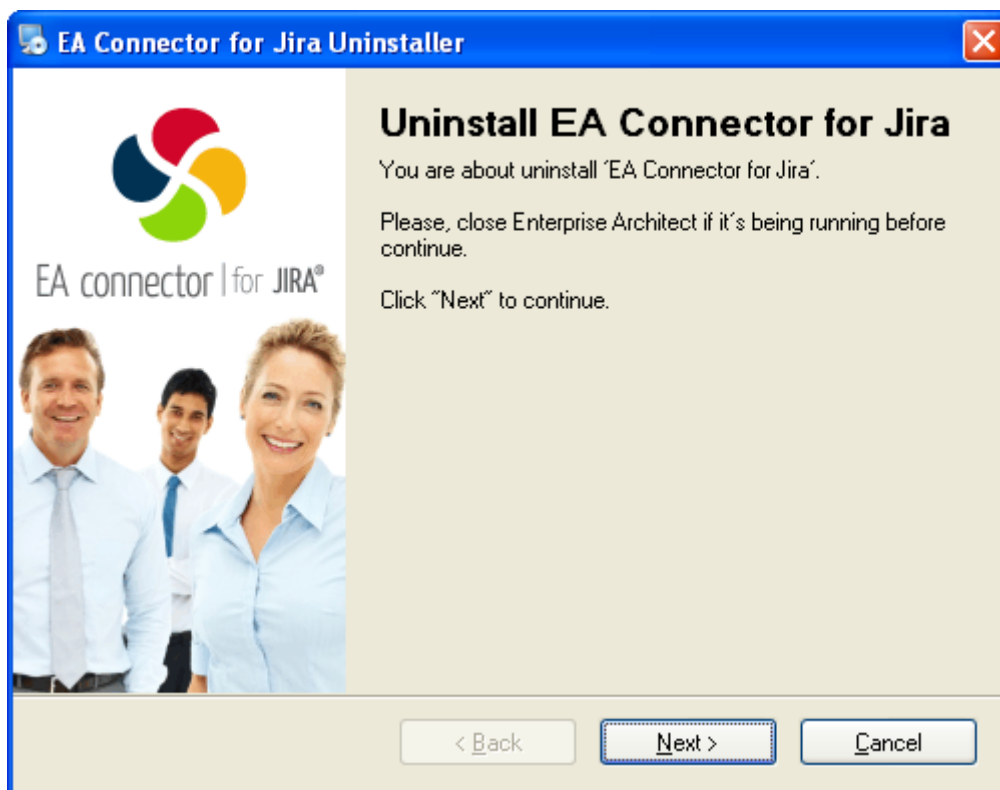 EA Connector for Jira Uninstaller
EA connector | for JIRA®
Uninstall EA Connector for Jira
You are about uninstall ´EA Connector for Jira´.
Please, close Enterprise Architect if it´s being running before
continue.
Click ˝Next˝ to continue.
< Back
Next >
Cancel